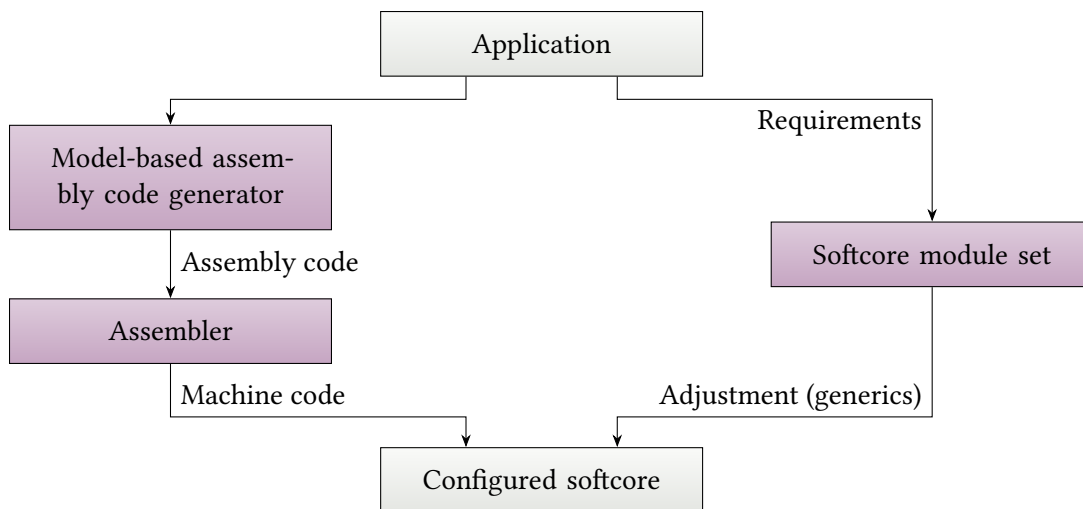 Application
Requirements
Model-based assem-
bly code generator
Softcore module set
Assembly code
Assembler
Machine code
Adjustment (generics)
Configured softcore